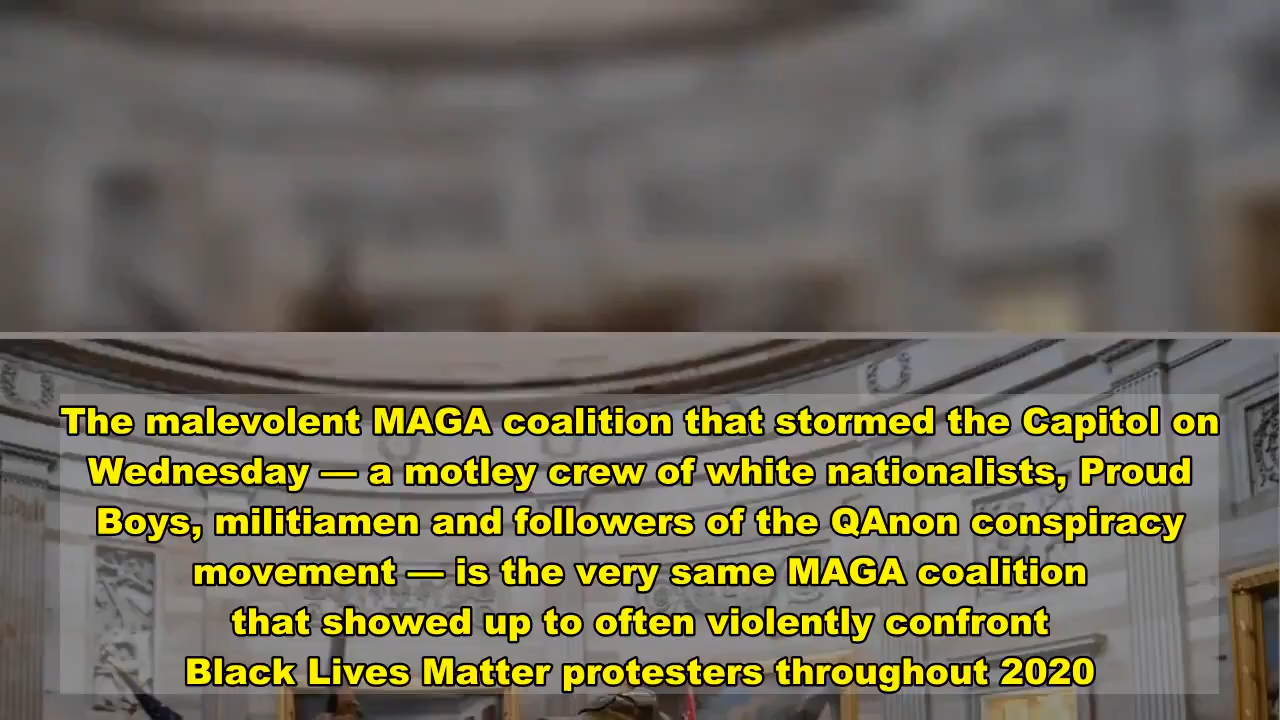 The malevolent MAGA coalition that stormed the Capitol on
Wednesday — a motley crew of white nationalists, Proud
Boys, militiamen and followers of the QAnon conspiracy
movement — is the very same MAGA coalition
that showed up to often violently confront
Black Lives Matter protesters throughout 2020